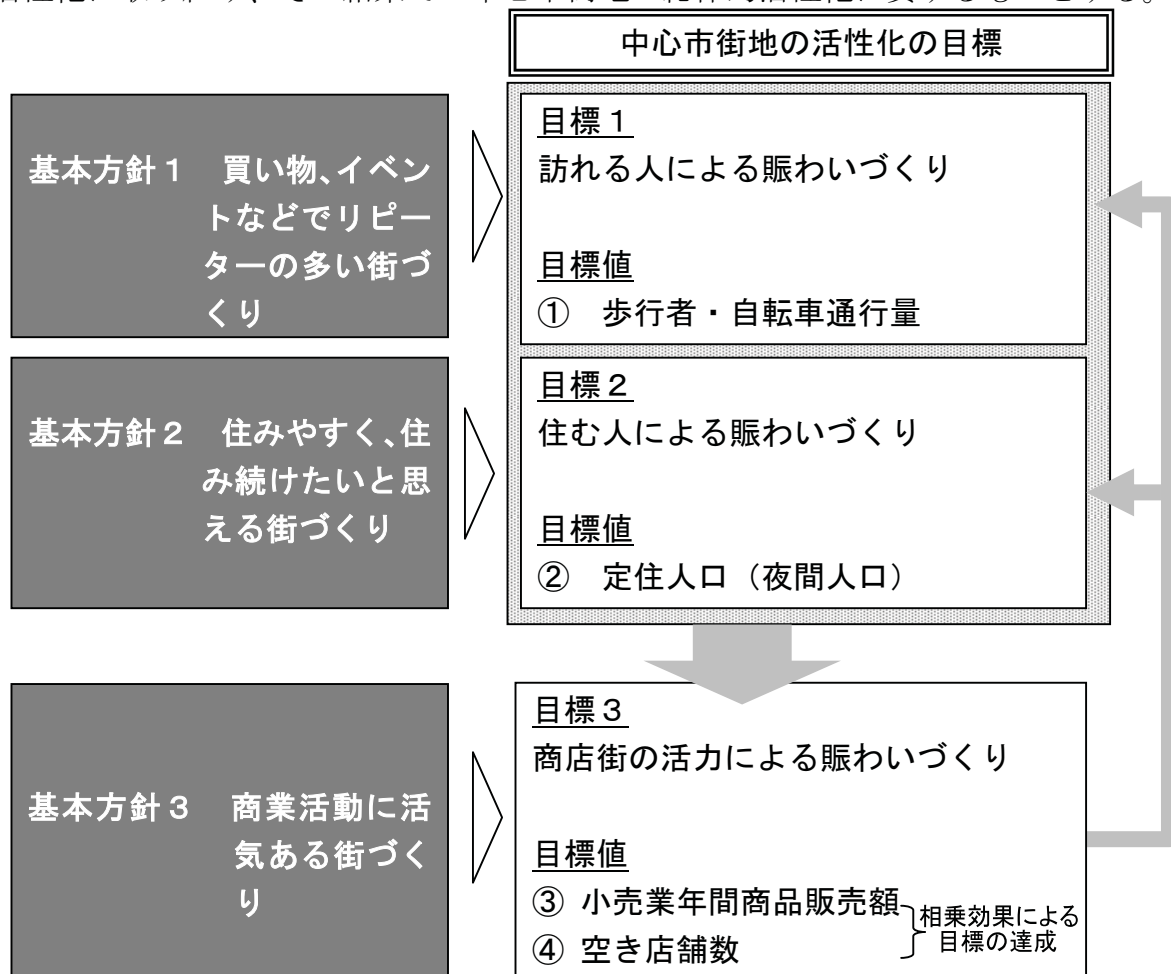 中心市街地の活性化の目標
基本方針１　買い物、イベン
トなどでリピー
ターの多い街づ
くり
目標１
訪れる人による賑わいづくり
目標値
①　歩行者・自転車通行量
基本方針２　住みやすく、住
み続けたいと思
える街づくり
目標２
住む人による賑わいづくり
目標値
②　定住人口（夜間人口）
基本方針３　商業活動に活
気ある街づく
り
目標３
商店街の活力による賑わいづくり
目標値
③ 小売業年間商品販売額
④ 空き店舗数
相乗効果による
目標の達成